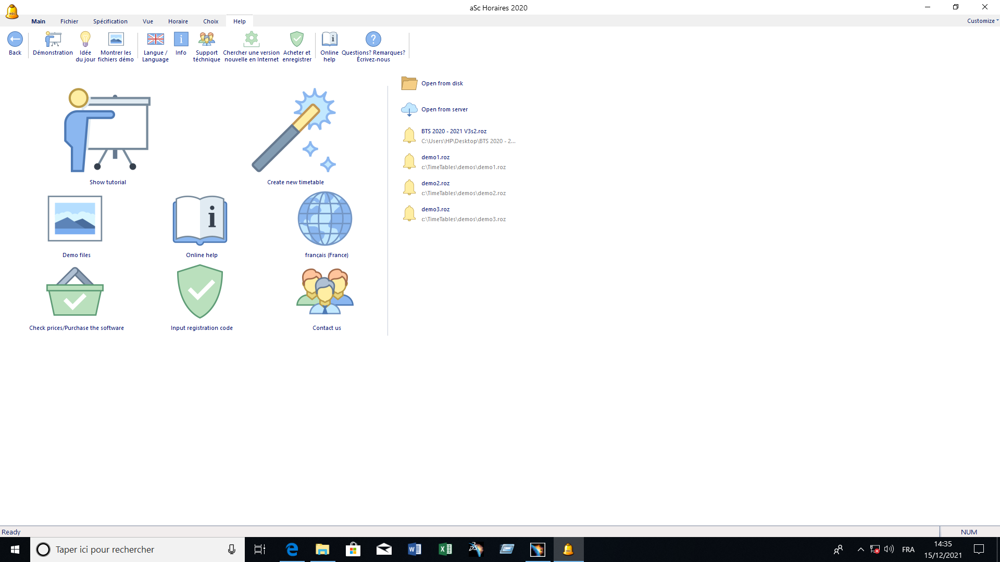 aSc Horaires 2020
Main Fichier Spécification Vue Horaire Choix Help Customize
Back
Démonstration
Idée
du jour
Montrer les
fichiers démo
Langue /
Language
Info
Support
téchnique
Chercher une version
nouvelle en Internet
Acheter et
enregistrer
Online
help
Questions? Remarques?
Écrivez-nous
Show tutorial
Create new timetable
Demo files
Online help
français (France)
Check prices/Purchase the software
Input registration code
Contact us
Open from disk
Open from server
BTS 2020 - 2021 V3s2.roz
C:\Users\HP\Desktop\BTS 2020 - 2...
demo1.roz
c:\TimeTables\demos\demo1.roz
demo2.roz
c:\TimeTables\demos\demo2.roz
demo3.roz
c:\TimeTables\demos\demo3.roz
Ready
NUM
Taper ici pour rechercher
FRA
14:35
15/12/2021